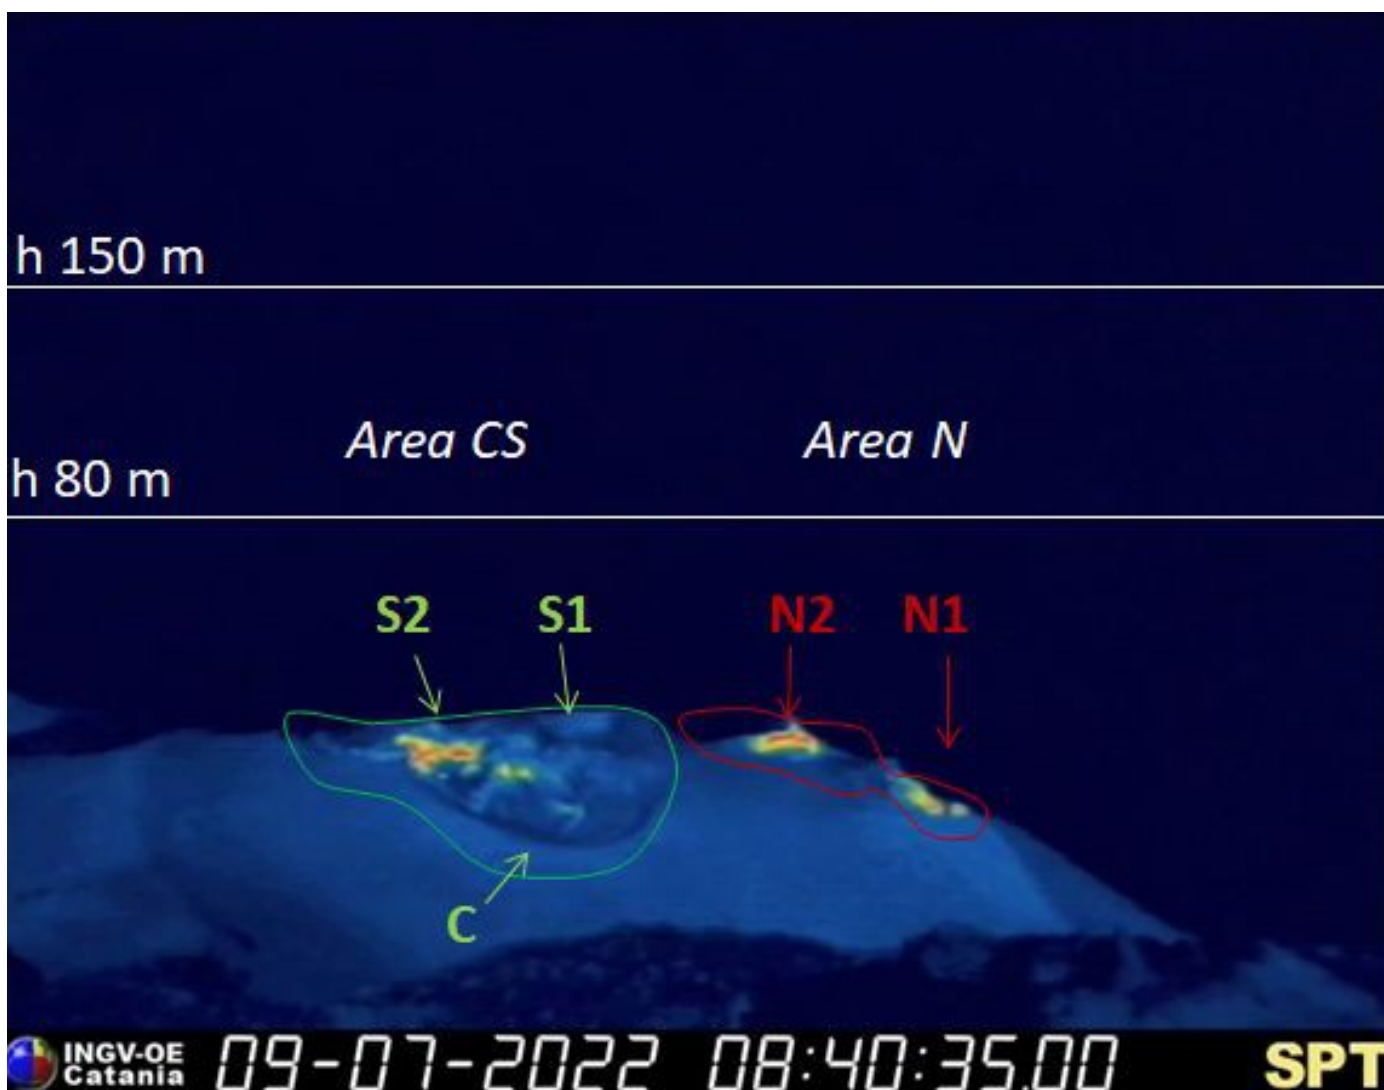 h 150 m
Area CS
Area N
h 80 m
S2
S1
N2
N1
C
INGV-OE
Catania
09-07-2022 08:40:35.00
SPT